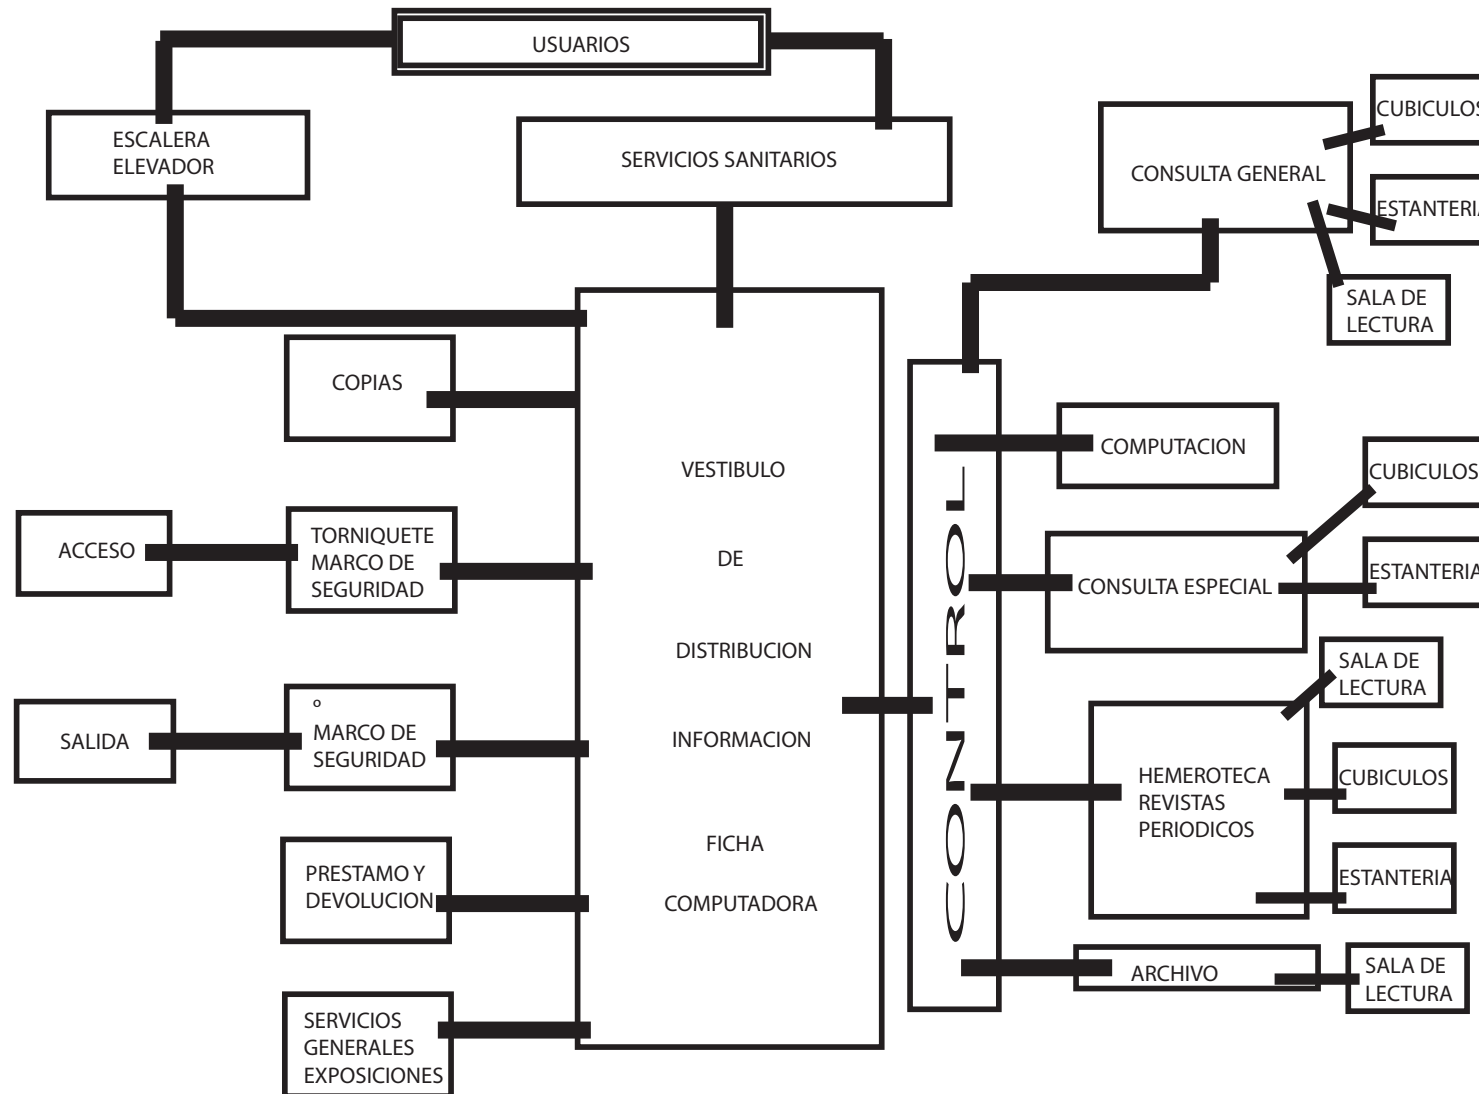 USUARIOS
ESCALERA
ELEVADOR
SERVICIOS SANITARIOS
CONSULTA GENERAL
CUBICULOS
ESTANTERIA
SALA DE
LECTURA
COPIAS
ACCESO
TORNIQUETE
MARCO DE
SEGURIDAD
SALIDA
o
MARCO DE
SEGURIDAD
PRESTAMO Y
DEVOLUCION
SERVICIOS
GENERALES
EXPOSICIONES
VESTIBULO
DE
DISTRIBUCION
INFORMACION
FICHA
COMPUTADORA
CONTROL
COMPUTACION
CONSULTA ESPECIAL
CUBICULOS
ESTANTERIA
SALA DE
LECTURA
HEMEROTECA
REVISTAS
PERIODICOS
CUBICULOS
ESTANTERIA
ARCHIVO
SALA DE
LECTURA